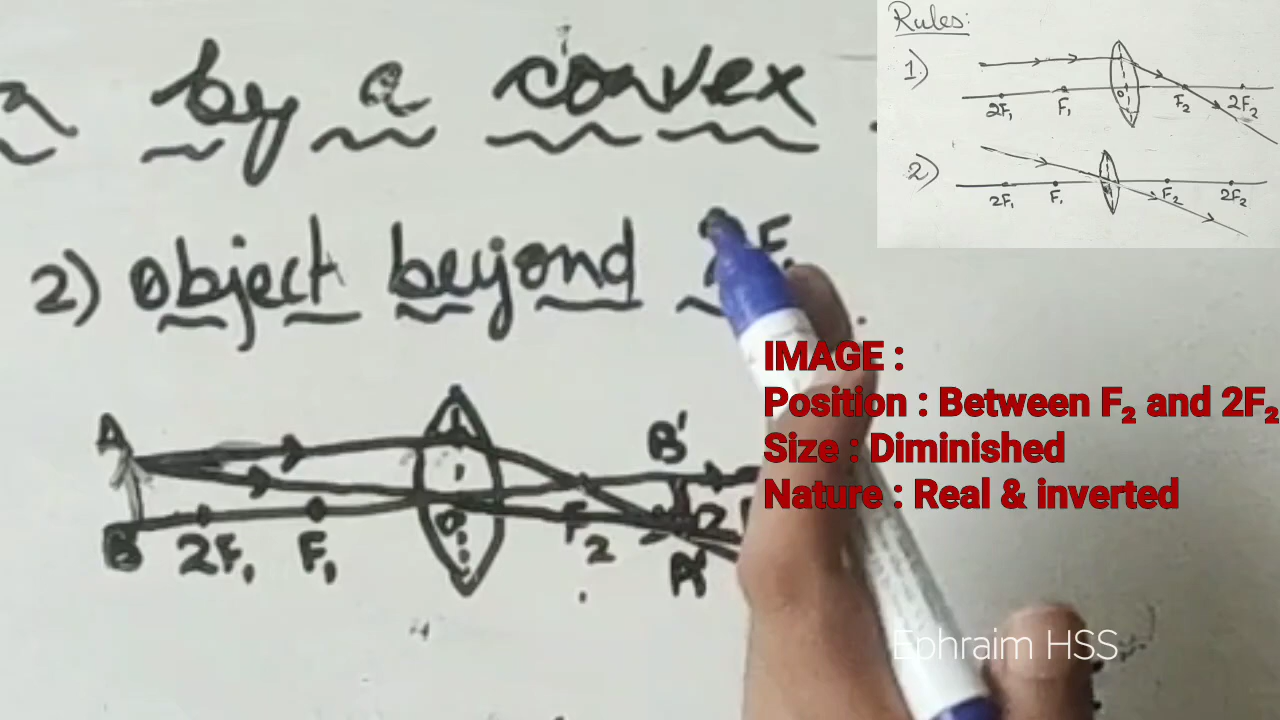 by a convex
2) Object beyond
A
B'
B 2F₁ F₁ O F₂ A'
Rules:
1)
2F₁ F₁ O F₂ 2F₂
2)
2F₁ F₁ F₂ 2F₂
IMAGE :
Position : Between F₂ and 2F₂
Size : Diminished
Nature : Real & inverted
Ephraim HSS